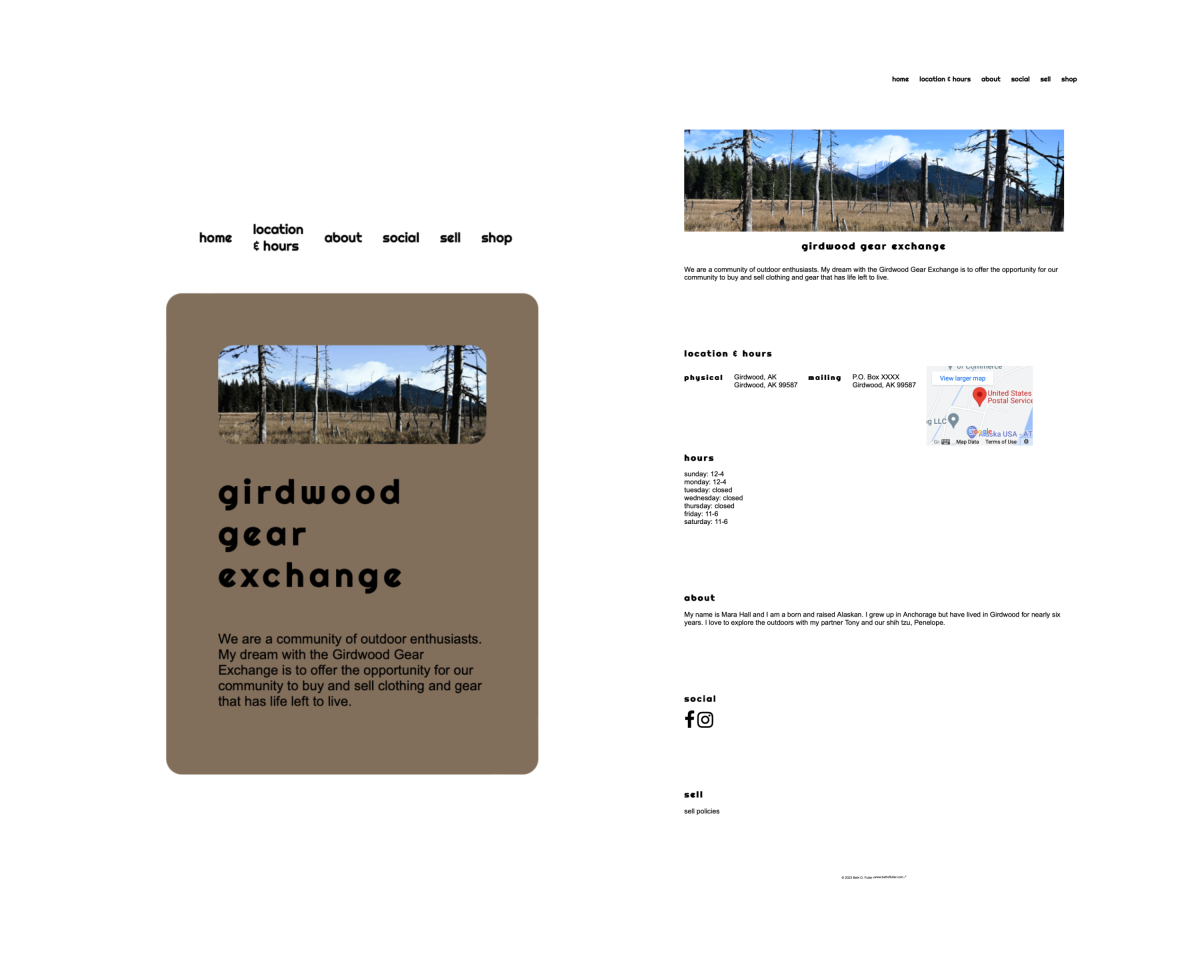 home location & hours about social sell shop
girdwood
gear
exchange
We are a community of outdoor enthusiasts.
My dream with the Girdwood Gear
Exchange is to offer the opportunity for our
community to buy and sell clothing and gear
that has life left to live.
home location & hours about social sell shop
girdwood gear exchange
We are a community of outdoor enthusiasts. My dream with the Girdwood Gear Exchange is to offer the opportunity for our
community to buy and sell clothing and gear that has life left to live.
location & hours
physical Girdwood, AK
Girdwood, AK 99587
mailing P.O. Box XXXX
Girdwood, AK 99587
of Commerce
View larger map
United States
Postal Service
g LLC
Google
Alaska USA - AT
Map Data Terms of Use
hours
sunday: 12-4
monday: 12-4
tuesday: closed
wednesday: closed
thursday: closed
friday: 11-6
saturday: 11-6
about
My name is Mara Hall and I am a born and raised Alaskan. I grew up in Anchorage but have lived in Girdwood for nearly six
years. I love to explore the outdoors with my partner Tony and our shih tzu, Penelope.
social
sell
sell policies
© 2023 Beth O.